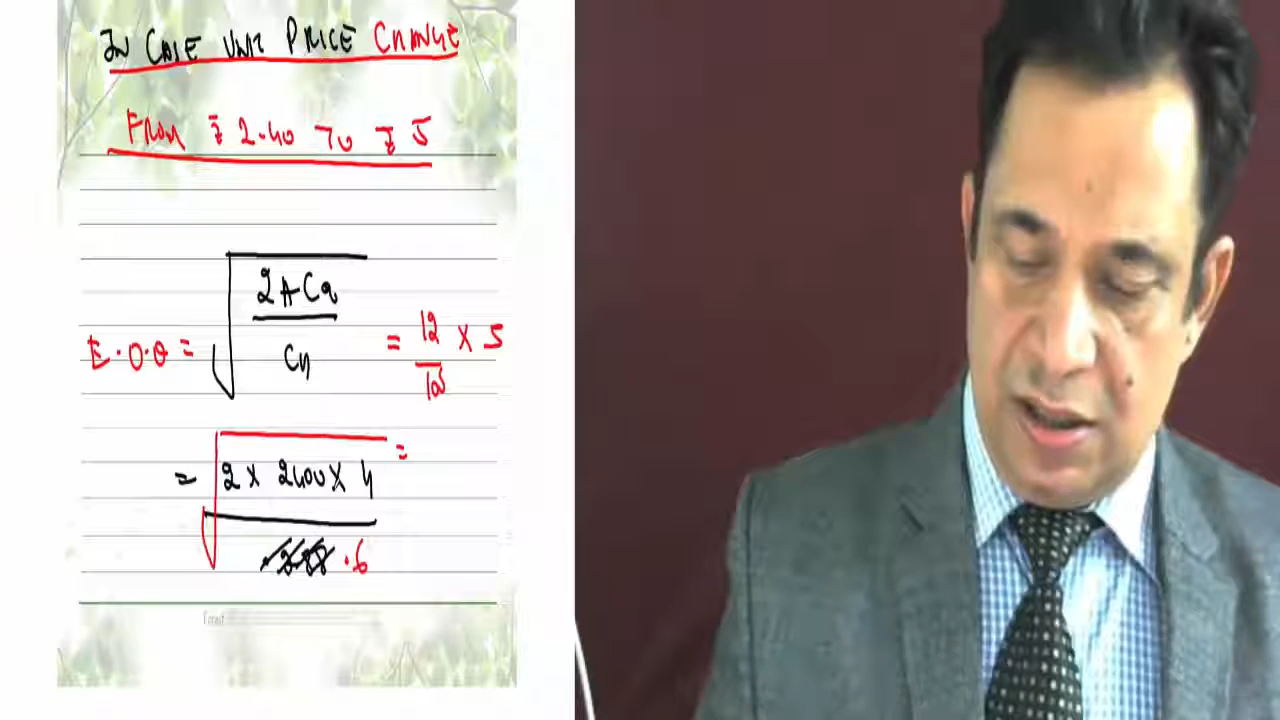 IN CASE UNIT PRICE CHANGE
FROM ₹ 2.40 TO ₹ 5
E.O.Q = √ 2ACo / Ch = 12/100 × 5
= √ 2 × 2400 × 4 / .6 =